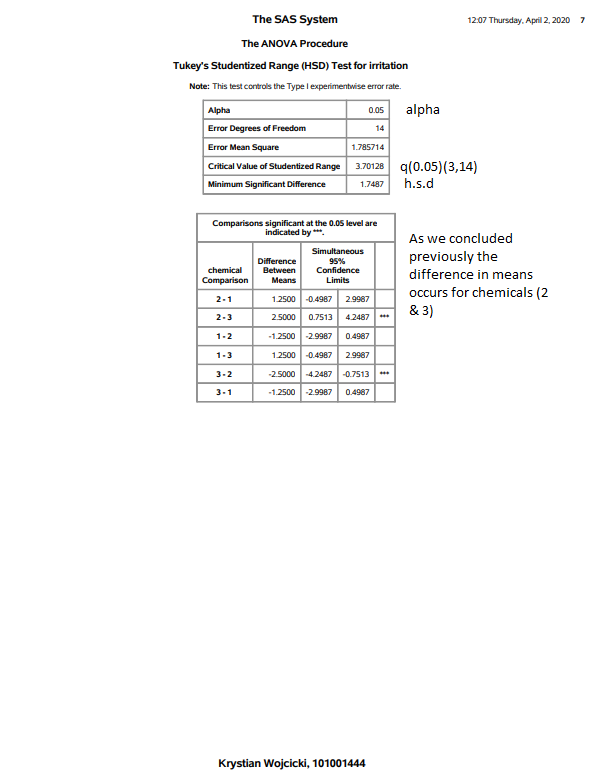 The SAS System 12:07 Thursday, April 2, 2020 7
The ANOVA Procedure
Tukey's Studentized Range (HSD) Test for irritation
Note: This test controls the Type I experimentwise error rate.
Alpha 0.05 alpha
Error Degrees of Freedom 14
Error Mean Square 1.785714
Critical Value of Studentized Range 3.70128 q(0.05)(3,14)
Minimum Significant Difference 1.7487 h.s.d
Comparisons significant at the 0.05 level are
indicated by ***.
chemical
Comparison
Difference
Between
Means
Simultaneous
95%
Confidence
Limits
2 - 1 1.2500 -0.4987 2.9987
2 - 3 2.5000 0.7513 4.2487 ***
1 - 2 -1.2500 -2.9987 0.4987
1 - 3 1.2500 -0.4987 2.9987
3 - 2 -2.5000 -4.2487 -0.7513 ***
3 - 1 -1.2500 -2.9987 0.4987
As we concluded
previously the
difference in means
occurs for chemicals (2
& 3)
Krystian Wojcicki, 101001444